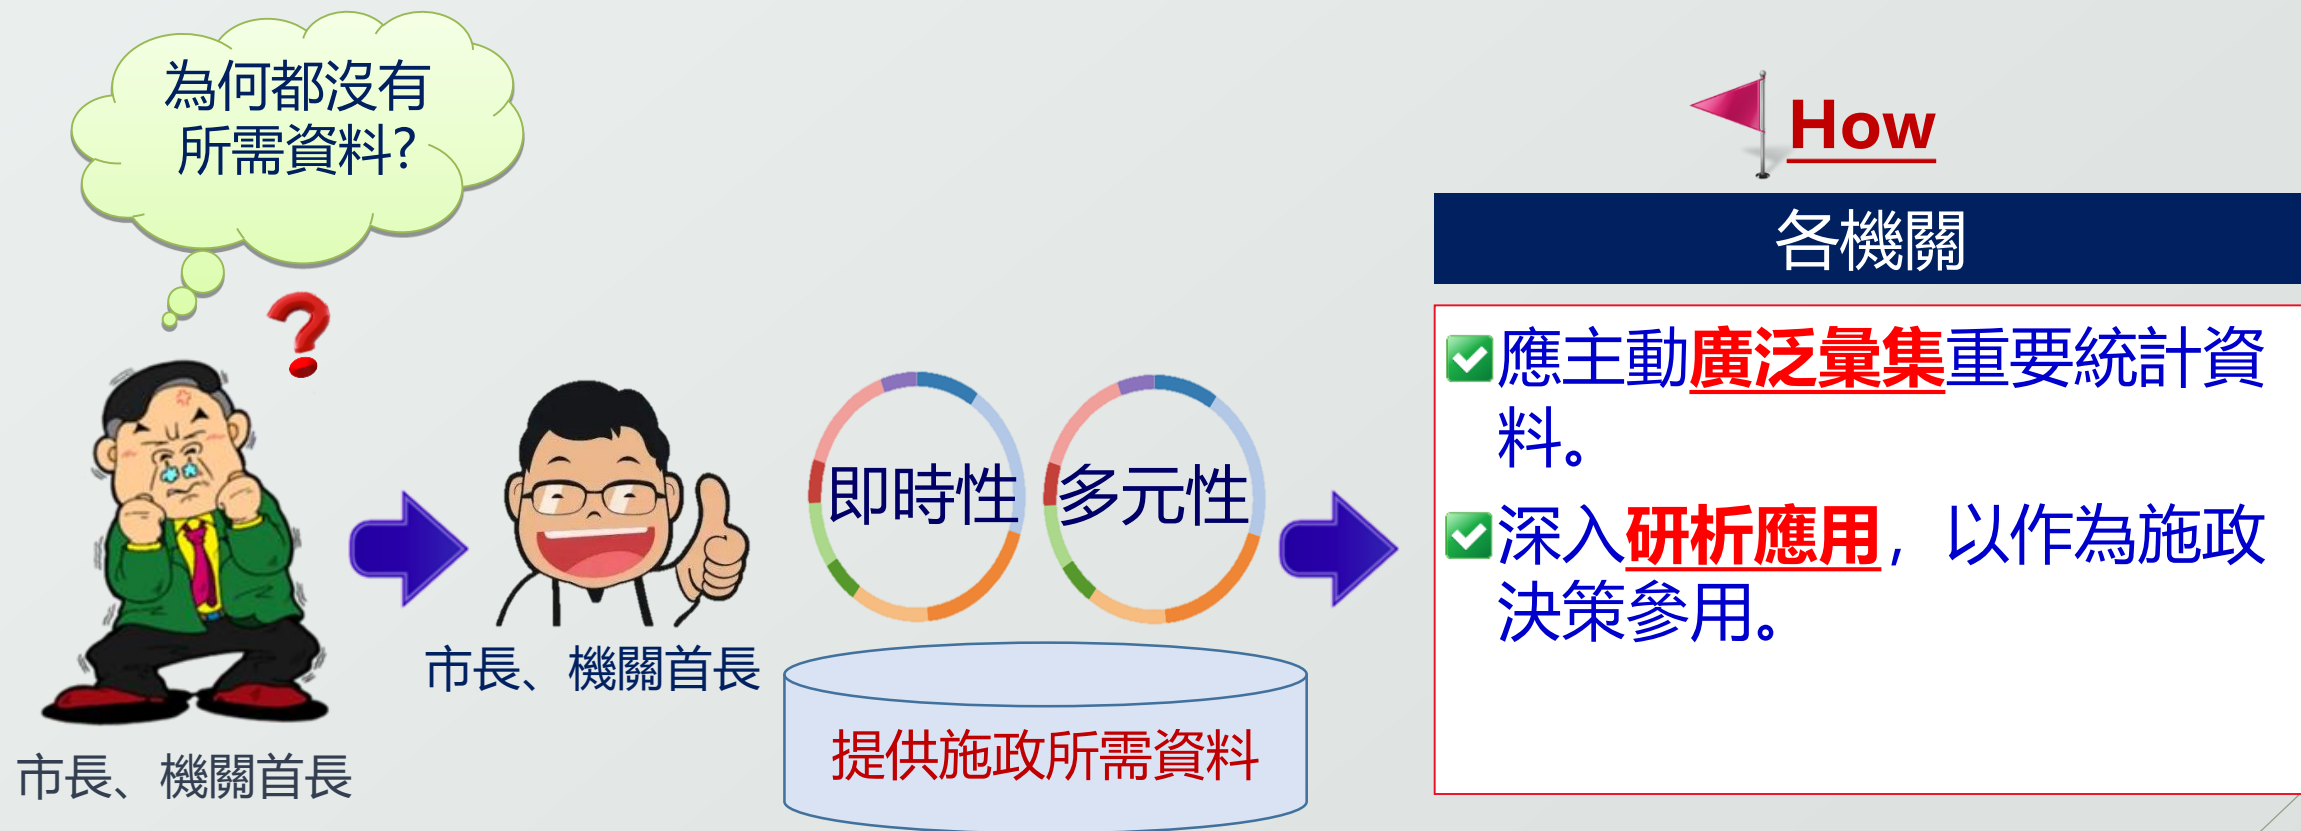 為何都沒有
所需資料?
市長、機關首長
市長、機關首長
即時性
多元性
提供施政所需資料
How
各機關
應主動廣泛彙集重要統計資
料。
深入研析應用，以作為施政
決策參用。